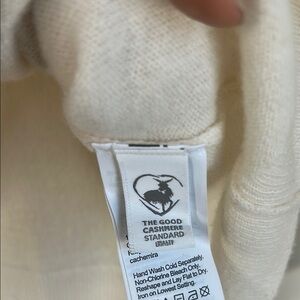 THE GOOD
CASHMERE
STANDARD
cachemira
Hand Wash Cold Separately.
Non-Chlorine Bleach Only.
Reshape and Lay Flat to Dry.
Iron on Lowest Setting.